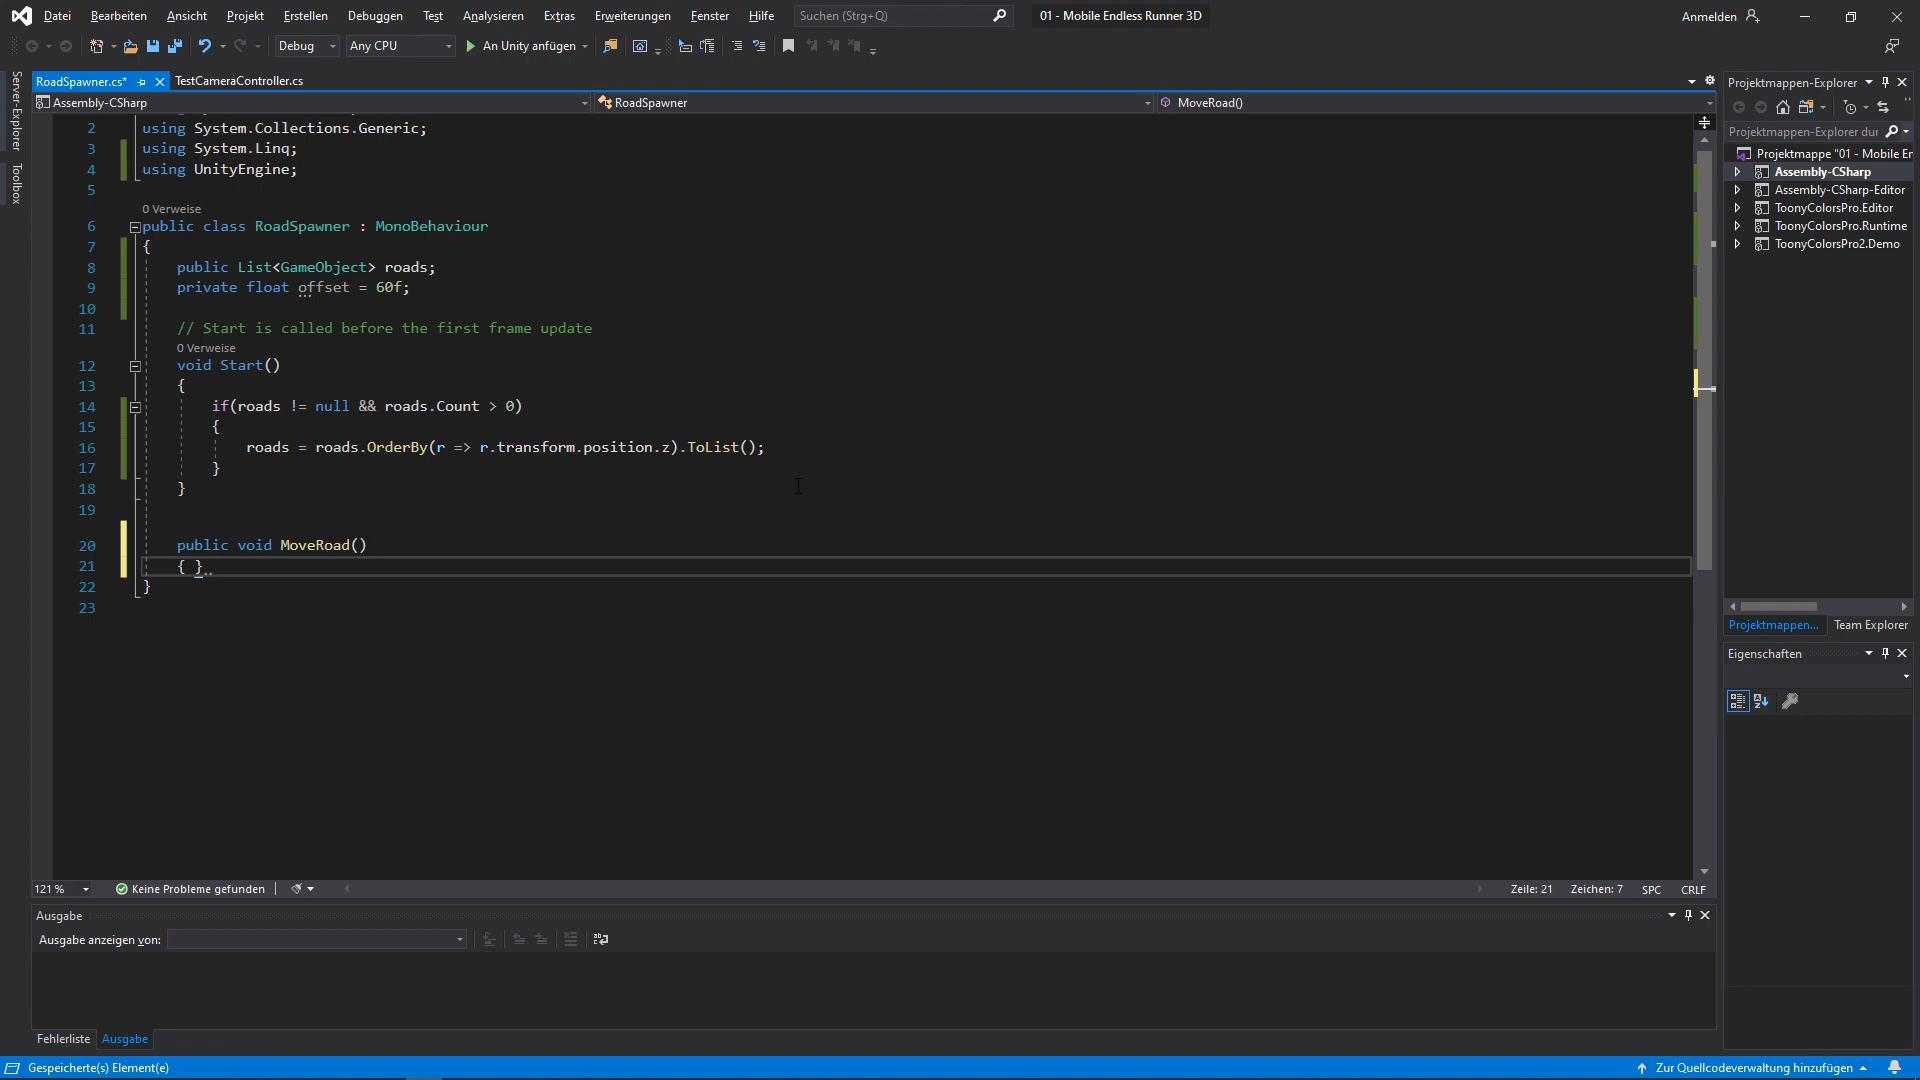 Datei Bearbeiten Ansicht Projekt Erstellen Debuggen Test Analysieren Extras Erweiterungen Fenster Hilfe Suchen (Strg+Q) 01 - Mobile Endless Runner 3D Anmelden
Debug Any CPU An Unity anfügen
RoadSpawner.cs* TestCameraController.cs
Assembly-CSharp RoadSpawner MoveRoad()
2 using System.Collections.Generic;
3 using System.Linq;
4 using UnityEngine;
5
0 Verweise
6 public class RoadSpawner : MonoBehaviour
7 {
8 public List<GameObject> roads;
9 private float offset = 60f;
10
11 // Start is called before the first frame update
0 Verweise
12 void Start()
13 {
14 if(roads != null && roads.Count > 0)
15 {
16 roads = roads.OrderBy(r => r.transform.position.z).ToList();
17 }
18 }
19
20 public void MoveRoad()
21 { }
22 }
23
121 % Keine Probleme gefunden Zeile: 21 Zeichen: 7 SPC CRLF
Ausgabe
Ausgabe anzeigen von:
Fehlerliste Ausgabe
Gespeicherte(s) Element(e) Zur Quellcodeverwaltung hinzufügen
Server-Explorer
Toolbox
Projektmappen-Explorer
Projektmappen-Explorer dur
Projektmappe "01 - Mobile Er
Assembly-CSharp
Assembly-CSharp-Editor
ToonyColorsPro.Editor
ToonyColorsPro.Runtime
ToonyColorsPro2.Demo
Projektmappen... Team Explorer
Eigenschaften